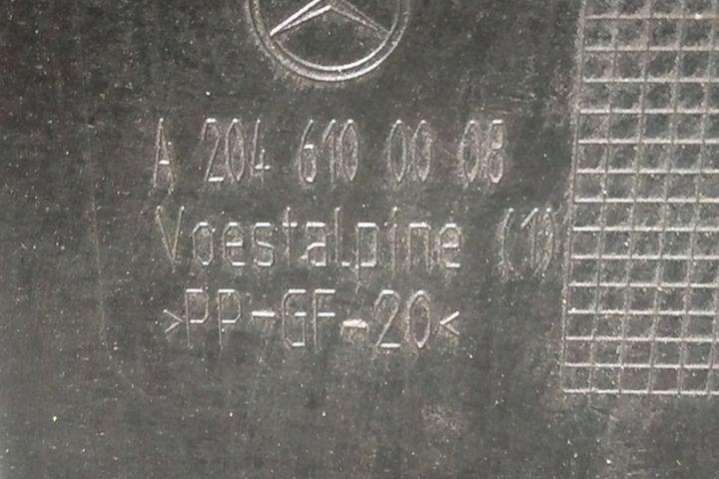 A 204 610 00 08
Voestalpine (1)
>PP-GF-20<